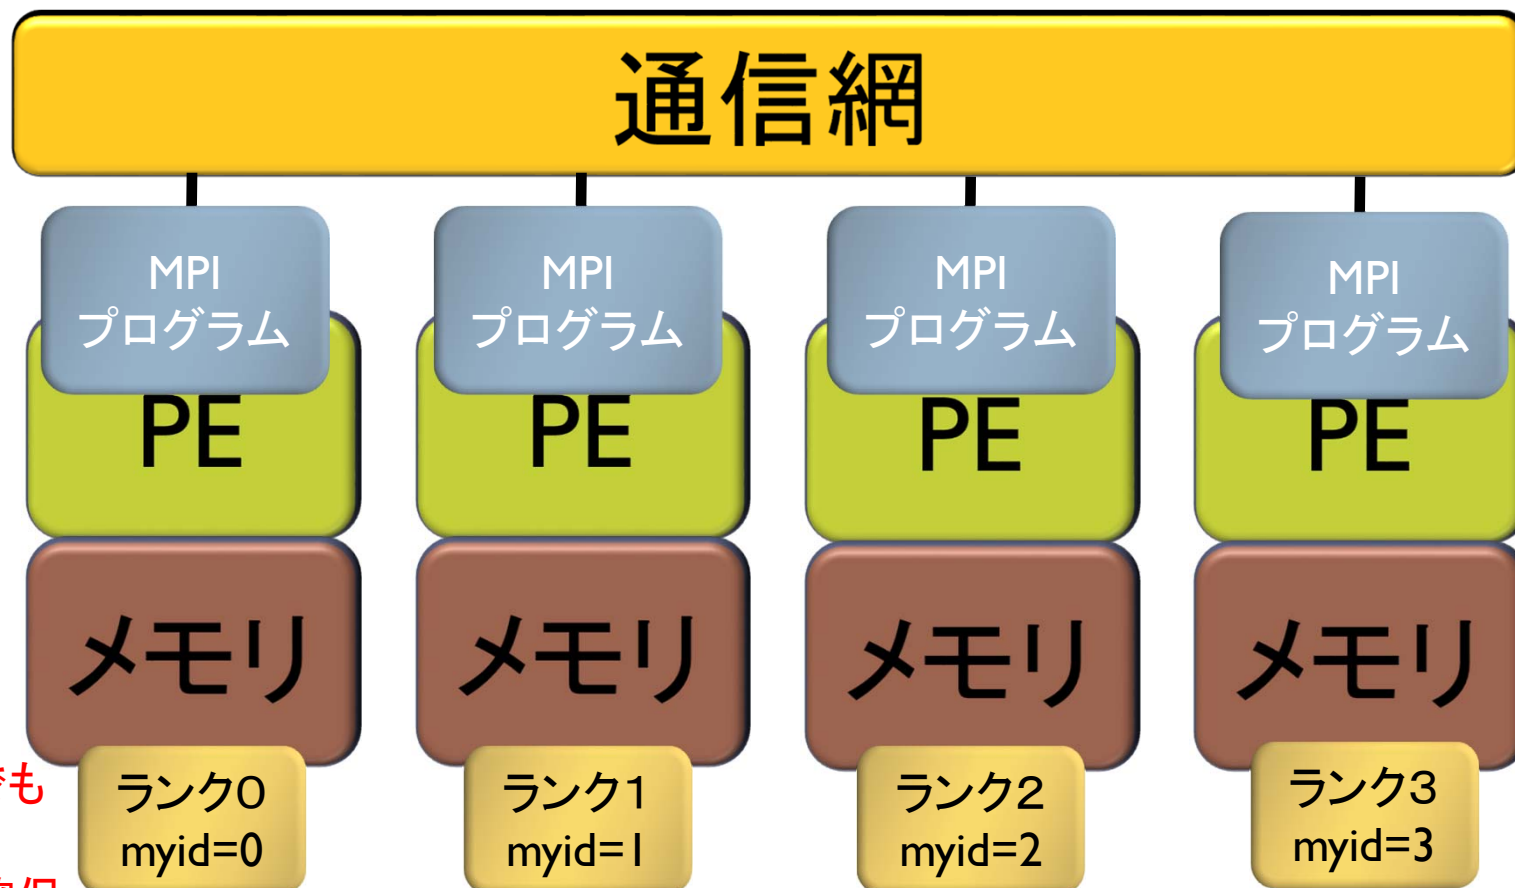 通信網
MPI
プログラム
PE
メモリ
ランク0
myid=0
MPI
プログラム
PE
メモリ
ランク1
myid=1
MPI
プログラム
PE
メモリ
ランク2
myid=2
MPI
プログラム
PE
メモリ
ランク3
myid=3
も